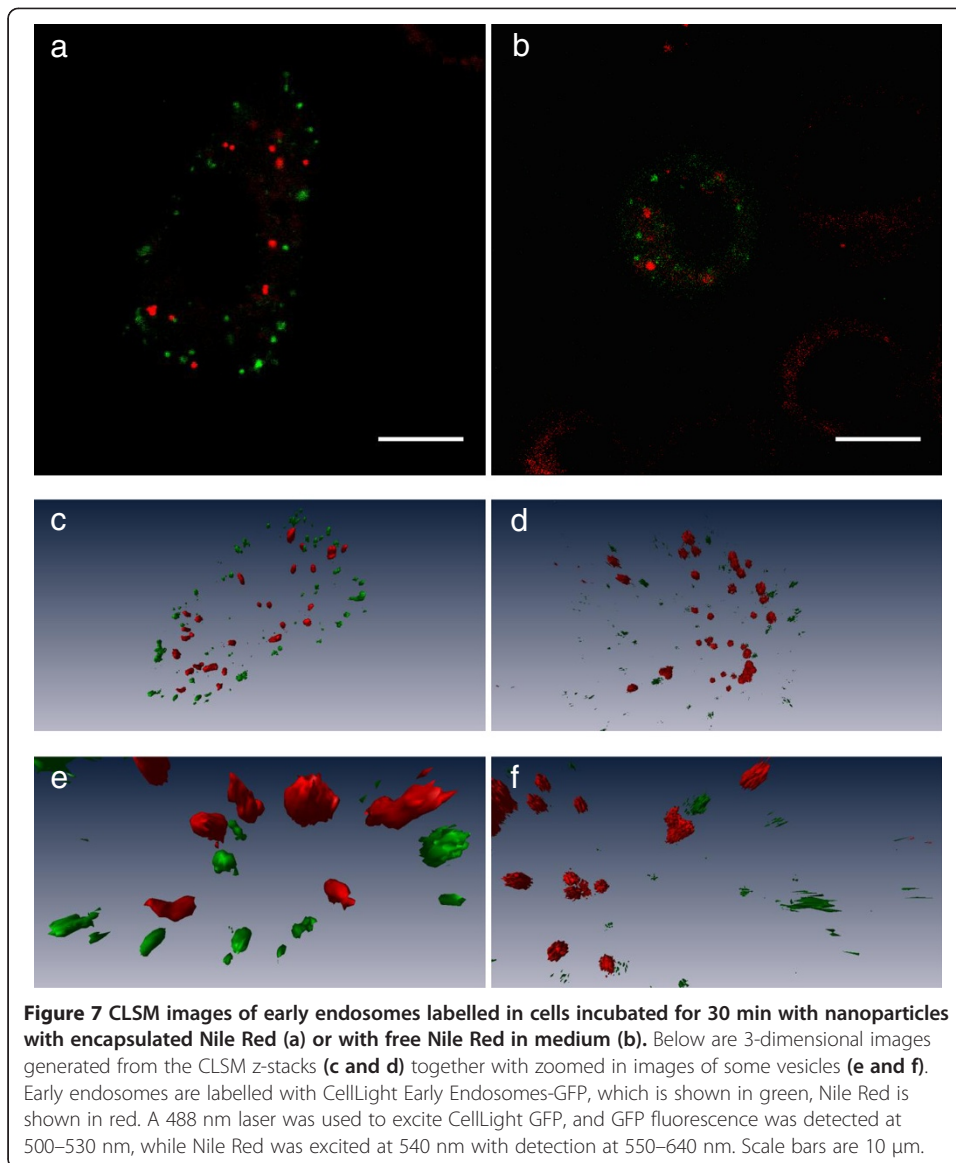 a
b
c
d
e
f
Figure 7 CLSM images of early endosomes labelled in cells incubated for 30 min with nanoparticles
with encapsulated Nile Red (a) or with free Nile Red in medium (b). Below are 3-dimensional images
generated from the CLSM z-stacks (c and d) together with zoomed in images of some vesicles (e and f).
Early endosomes are labelled with CellLight Early Endosomes-GFP, which is shown in green, Nile Red is
shown in red. A 488 nm laser was used to excite CellLight GFP, and GFP fluorescence was detected at
500–530 nm, while Nile Red was excited at 540 nm with detection at 550–640 nm. Scale bars are 10 μm.